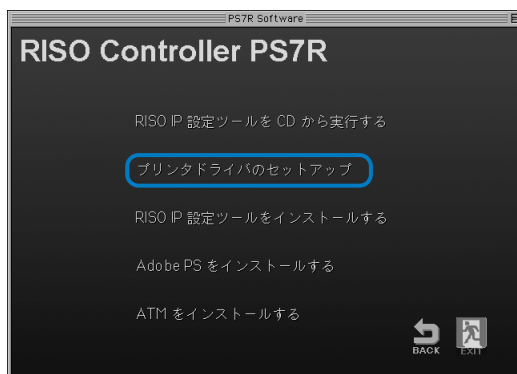 PS7R Software
RISO Controller PS7R
RISO IP 設定ツールを CD から実行する
プリンタドライバのセットアップ
RISO IP 設定ツールをインストールする
Adobe PS をインストールする
ATM をインストールする
BACK
EXIT